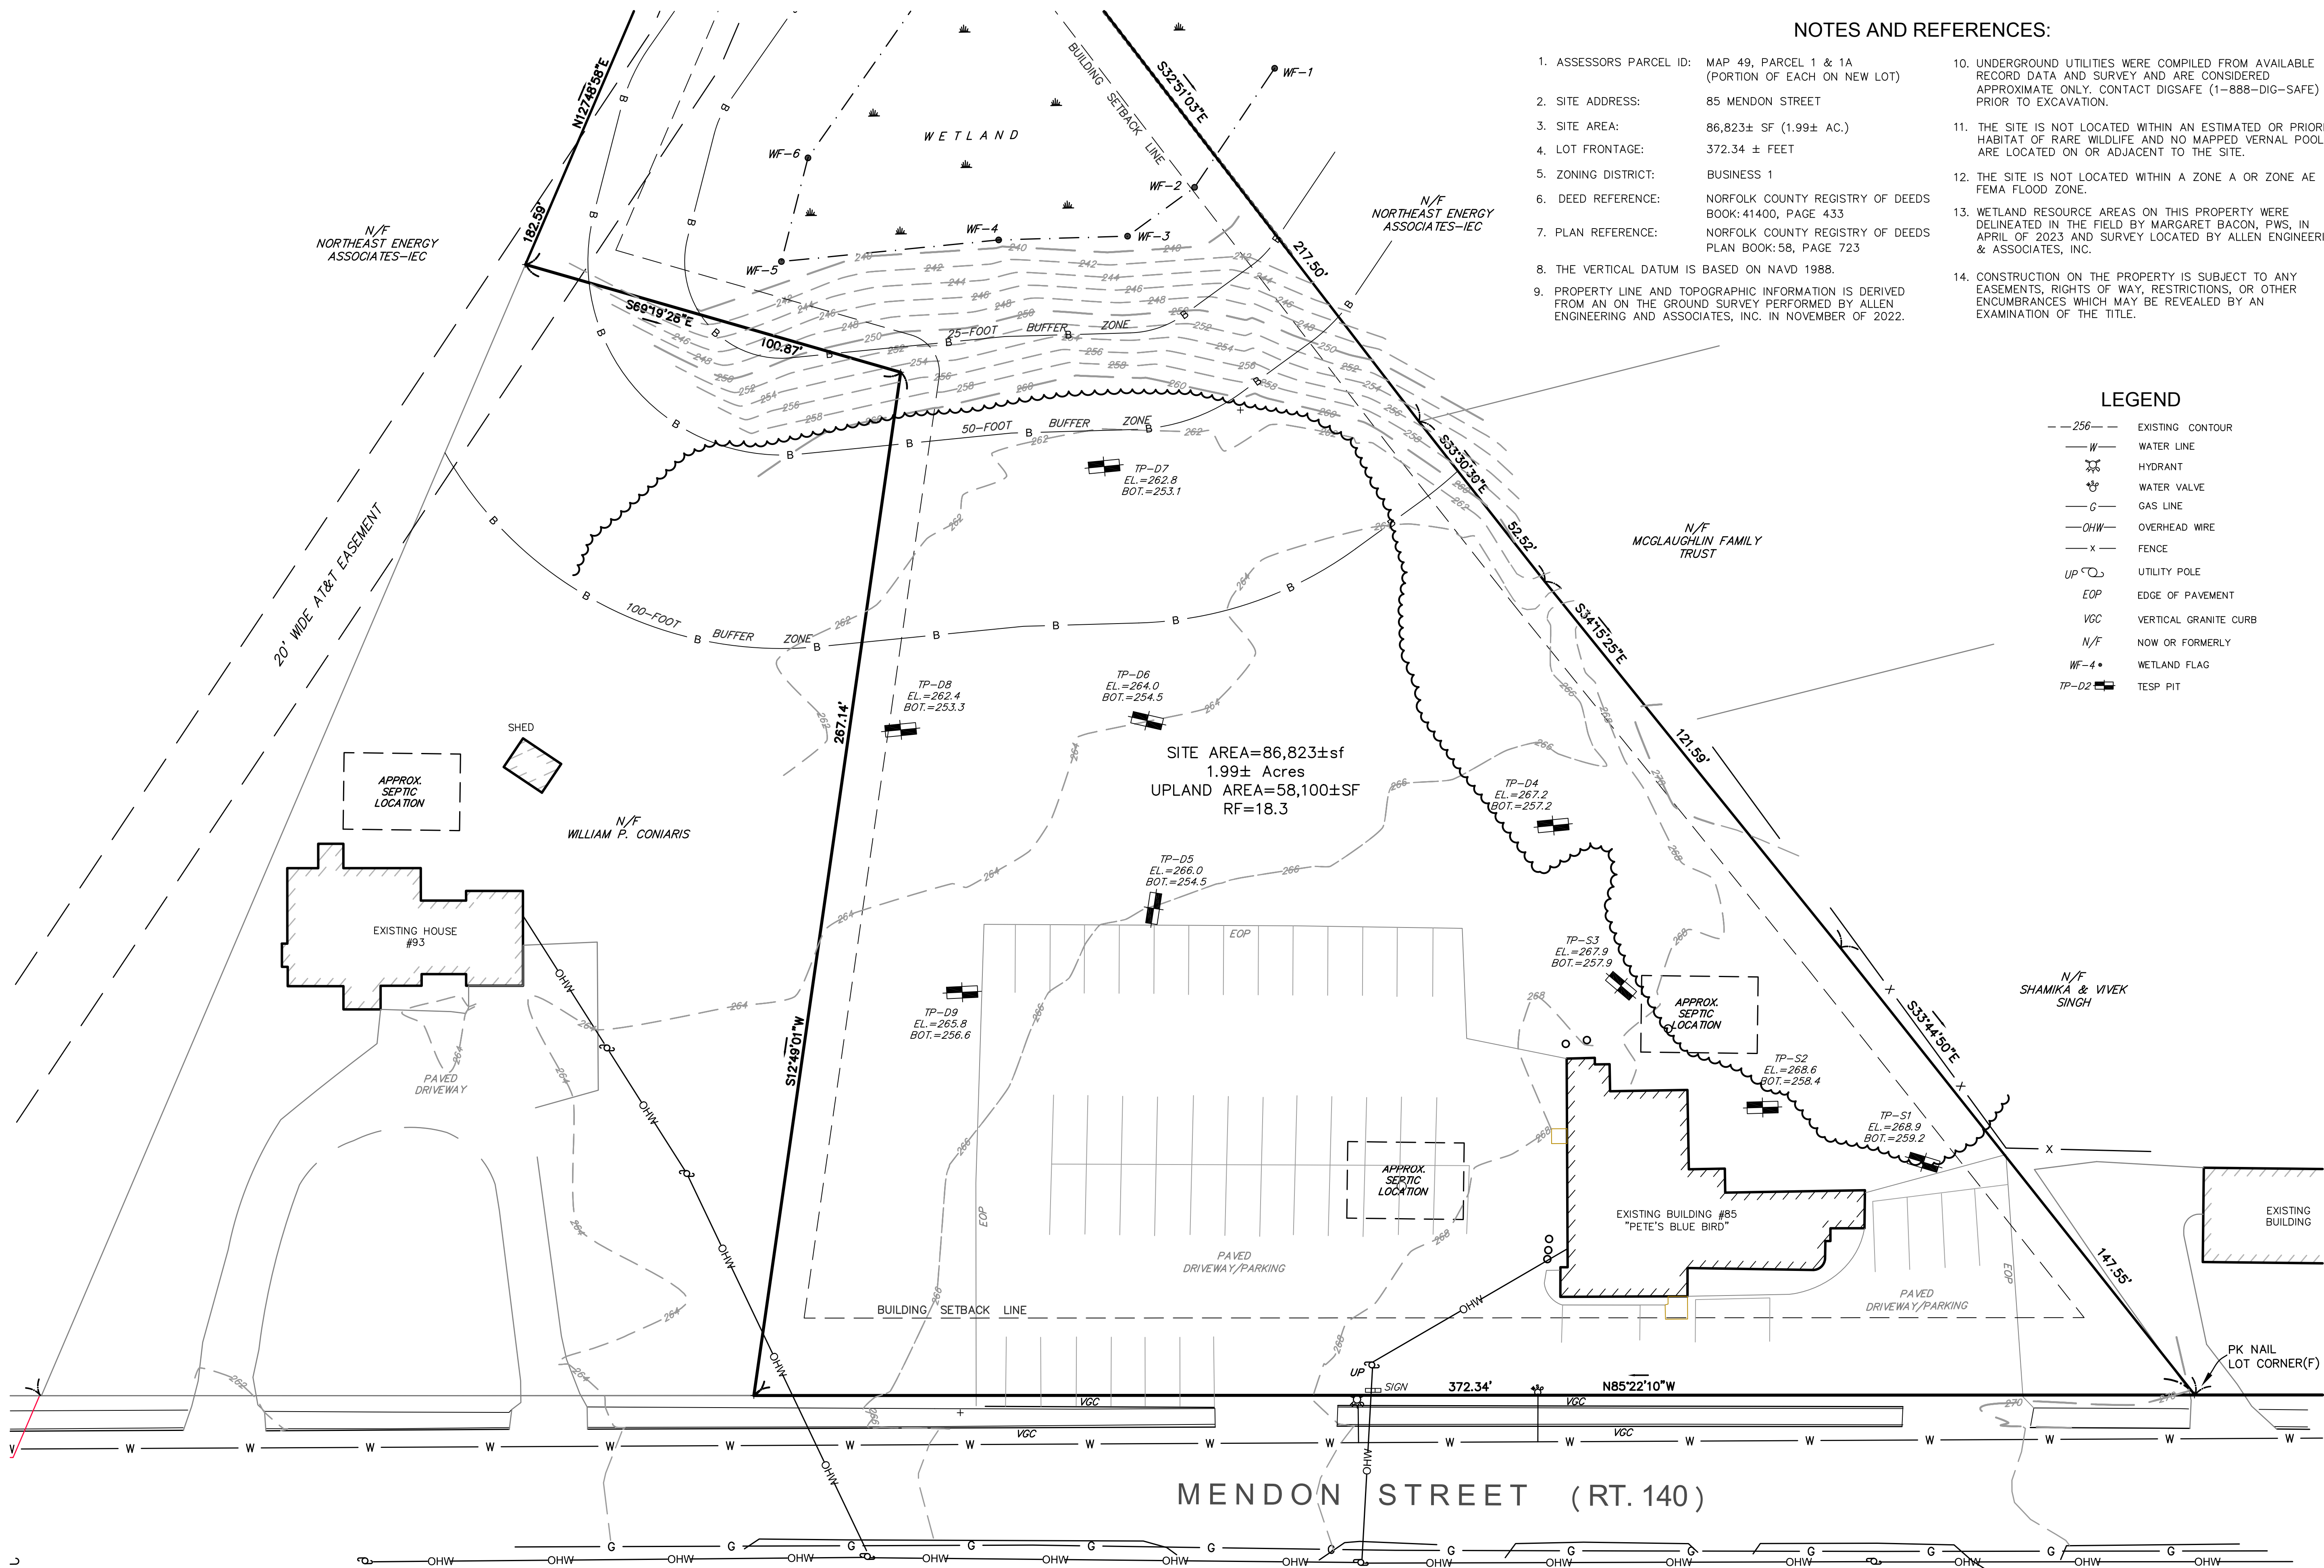 NOTES AND REFERENCES:
1. ASSESSORS PARCEL ID: MAP 49, PARCEL 1 & 1A
(PORTION OF EACH ON NEW LOT)
2. SITE ADDRESS: 85 MENDON STREET
3. SITE AREA: 86,823± SF (1.99± AC.)
4. LOT FRONTAGE: 372.34 ± FEET
5. ZONING DISTRICT: BUSINESS 1
6. DEED REFERENCE: NORFOLK COUNTY REGISTRY OF DEEDS
BOOK: 41400, PAGE 433
7. PLAN REFERENCE: NORFOLK COUNTY REGISTRY OF DEEDS
PLAN BOOK: 58, PAGE 723
8. THE VERTICAL DATUM IS BASED ON NAVD 1988.
9. PROPERTY LINE AND TOPOGRAPHIC INFORMATION IS DERIVED
FROM AN ON THE GROUND SURVEY PERFORMED BY ALLEN
ENGINEERING AND ASSOCIATES, INC. IN NOVEMBER OF 2022.
10. UNDERGROUND UTILITIES WERE COMPILED FROM AVAILABLE
RECORD DATA AND SURVEY AND ARE CONSIDERED
APPROXIMATE ONLY. CONTACT DIGSAFE (1-888-DIG-SAFE)
PRIOR TO EXCAVATION.
11. THE SITE IS NOT LOCATED WITHIN AN ESTIMATED OR PRIORI
HABITAT OF RARE WILDLIFE AND NO MAPPED VERNAL POOL
ARE LOCATED ON OR ADJACENT TO THE SITE.
12. THE SITE IS NOT LOCATED WITHIN A ZONE A OR ZONE AE
FEMA FLOOD ZONE.
13. WETLAND RESOURCE AREAS ON THIS PROPERTY WERE
DELINEATED IN THE FIELD BY MARGARET BACON, PWS, IN
APRIL OF 2023 AND SURVEY LOCATED BY ALLEN ENGINEERI
& ASSOCIATES, INC.
14. CONSTRUCTION ON THE PROPERTY IS SUBJECT TO ANY
EASEMENTS, RIGHTS OF WAY, RESTRICTIONS, OR OTHER
ENCUMBRANCES WHICH MAY BE REVEALED BY AN
EXAMINATION OF THE TITLE.
LEGEND
256 EXISTING CONTOUR
W WATER LINE
HYDRANT
WATER VALVE
G GAS LINE
OHW OVERHEAD WIRE
x FENCE
UP UTILITY POLE
EOP EDGE OF PAVEMENT
VGC VERTICAL GRANITE CURB
N/F NOW OR FORMERLY
WF-4 WETLAND FLAG
TP-D2 TESP PIT
N12°48'58"E
182.59'
BUILDING SETBACK LINE
S32°51'03"E
217.50'
WETLAND
WF-1
WF-2
WF-3
WF-4
WF-5
WF-6
N/F
NORTHEAST ENERGY
ASSOCIATES-IEC
N/F
NORTHEAST ENERGY
ASSOCIATES-IEC
S69°19'26"E
100.87'
25-FOOT BUFFER ZONE
50-FOOT BUFFER ZONE
100-FOOT BUFFER ZONE
20' WIDE AT&T EASEMENT
S33°30'30"E
52.52'
N/F
MCGLAUGHLIN FAMILY
TRUST
S34°15'25"E
121.59'
TP-D7
EL.=262.8
BOT.=253.1
TP-D8
EL.=262.4
BOT.=253.3
TP-D6
EL.=264.0
BOT.=254.5
267.14'
S12°49'01"W
SITE AREA=86,823±sf
1.99± Acres
UPLAND AREA=58,100±SF
RF=18.3
TP-D4
EL.=267.2
BOT.=257.2
TP-D5
EL.=266.0
BOT.=254.5
SHED
APPROX.
SEPTIC
LOCATION
N/F
WILLIAM P. CONIARIS
EXISTING HOUSE
#93
PAVED
DRIVEWAY
EOP
TP-D9
EL.=265.8
BOT.=256.6
TP-S3
EL.=267.9
BOT.=257.9
APPROX.
SEPTIC
LOCATION
TP-S2
EL.=268.6
BOT.=258.4
TP-S1
EL.=268.9
BOT.=259.2
N/F
SHAMIKA & VIVEK
SINGH
S33°44'50"E
147.55'
APPROX.
SEPTIC
LOCATION
EXISTING BUILDING #85
"PETE'S BLUE BIRD"
EXISTING
BUILDING
EOP
PAVED
DRIVEWAY/PARKING
PAVED
DRIVEWAY/PARKING
EOP
BUILDING SETBACK LINE
PK NAIL
LOT CORNER(F)
UP
SIGN
372.34'
N85°22'10"W
VGC
VGC
VGC
VGC
MENDON STREET (RT. 140)